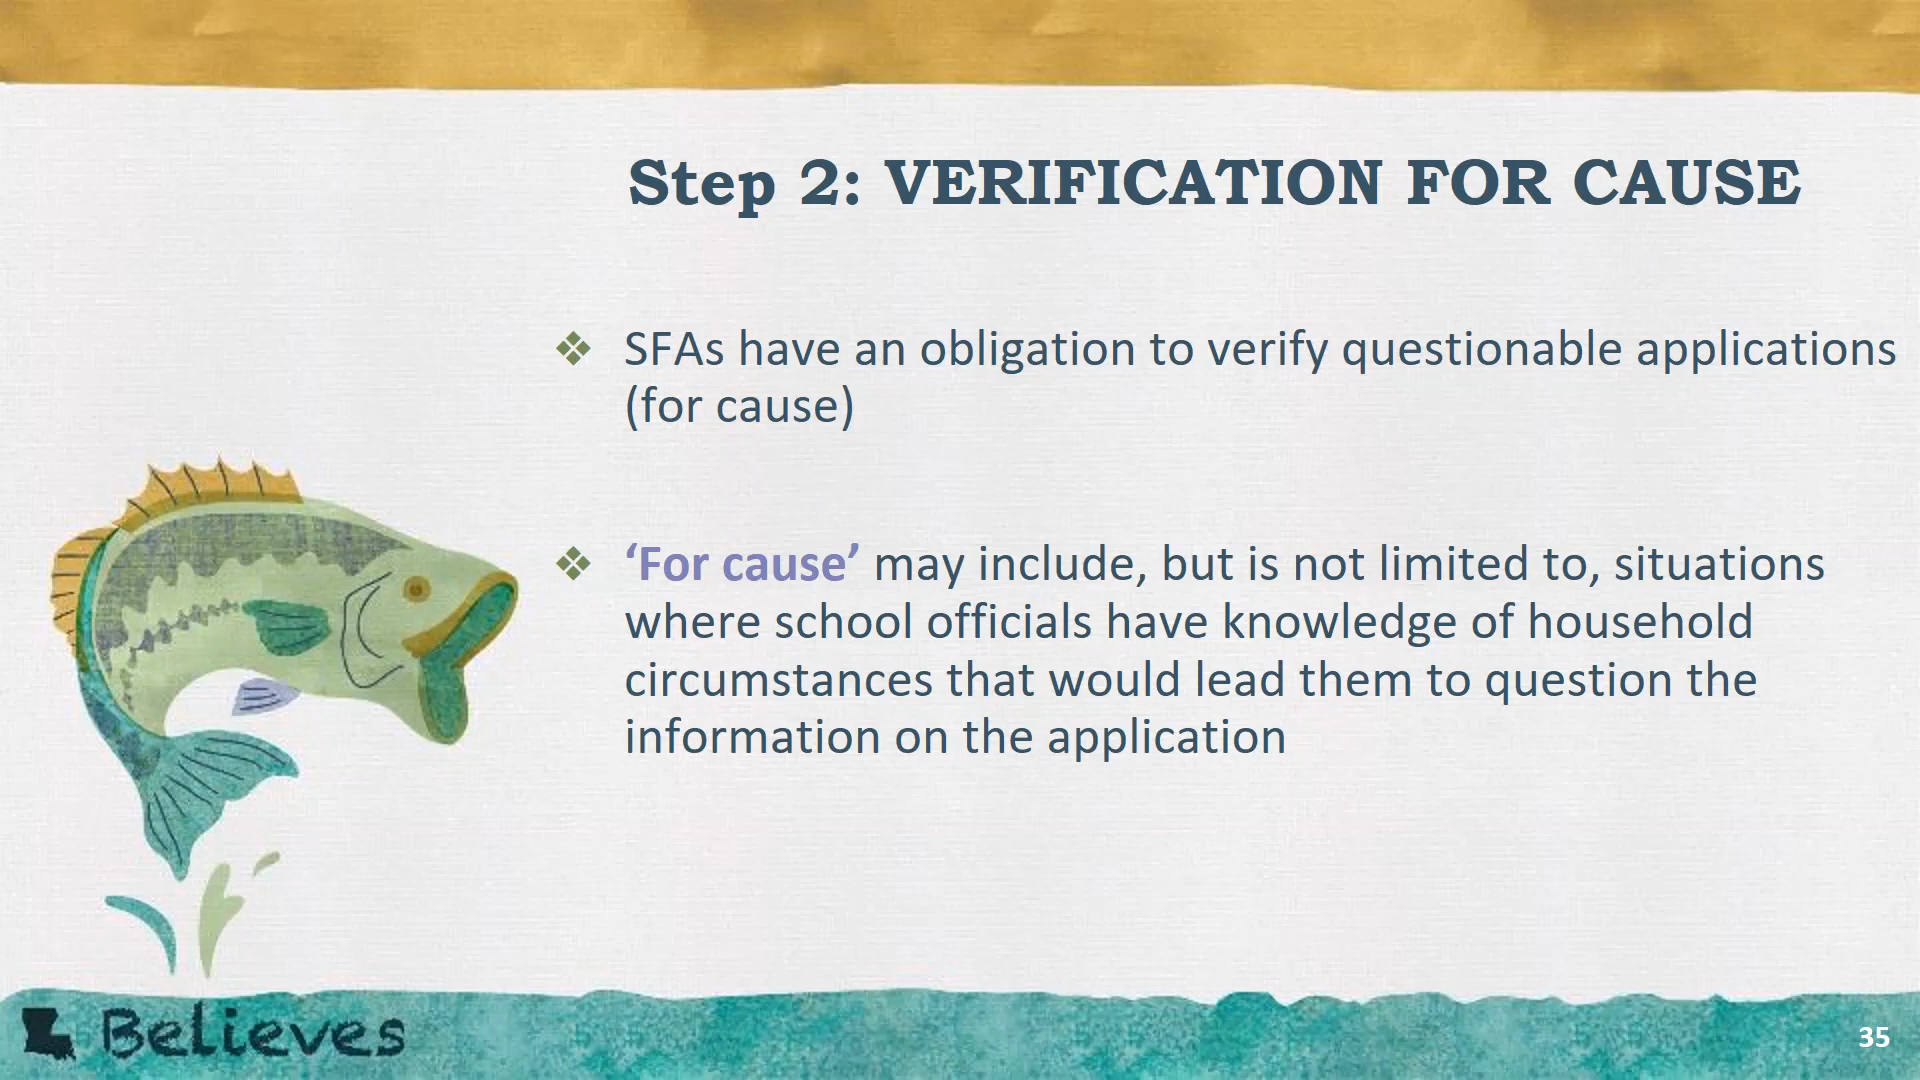 Step 2: VERIFICATION FOR CAUSE
❖ SFAs have an obligation to verify questionable applications
(for cause)
❖ ‘For cause’ may include, but is not limited to, situations
where school officials have knowledge of household
circumstances that would lead them to question the
information on the application
Believes
35